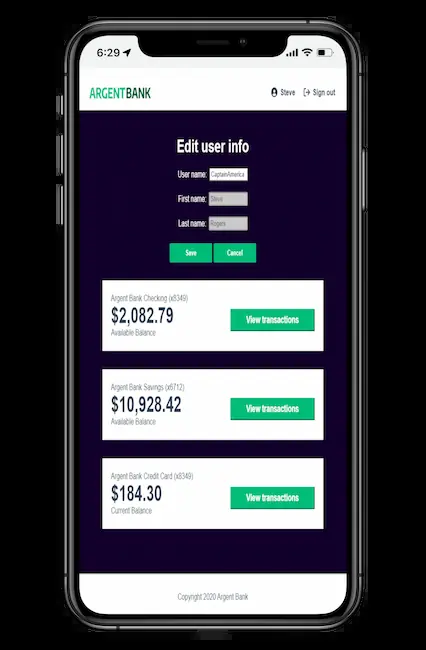 6:29
ARGENTBANK
Steve
Sign out
Edit user info
User name: CaptainAmerica
First name: Steve
Last name: Rogers
Save
Cancel
Argent Bank Checking (x8349)
$2,082.79
Available Balance
View transactions
Argent Bank Savings (x6712)
$10,928.42
Available Balance
View transactions
Argent Bank Credit Card (x8349)
$184.30
Current Balance
View transactions
Copyright 2020 Argent Bank